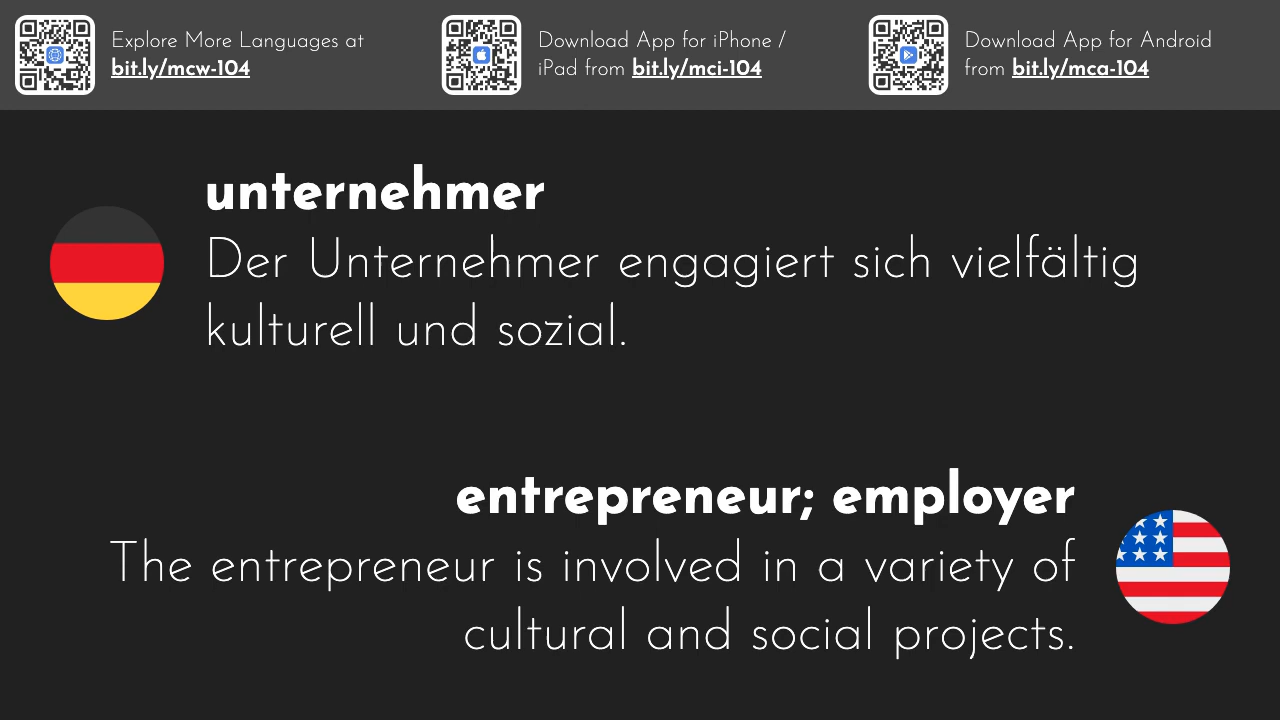 Explore More Languages at
bit.ly/mcw-104
Download App for iPhone /
iPad from bit.ly/mci-104
Download App for Android
from bit.ly/mca-104
unternehmer
Der Unternehmer engagiert sich vielfältig
kulturell und sozial.
entrepreneur; employer
The entrepreneur is involved in a variety of
cultural and social projects.